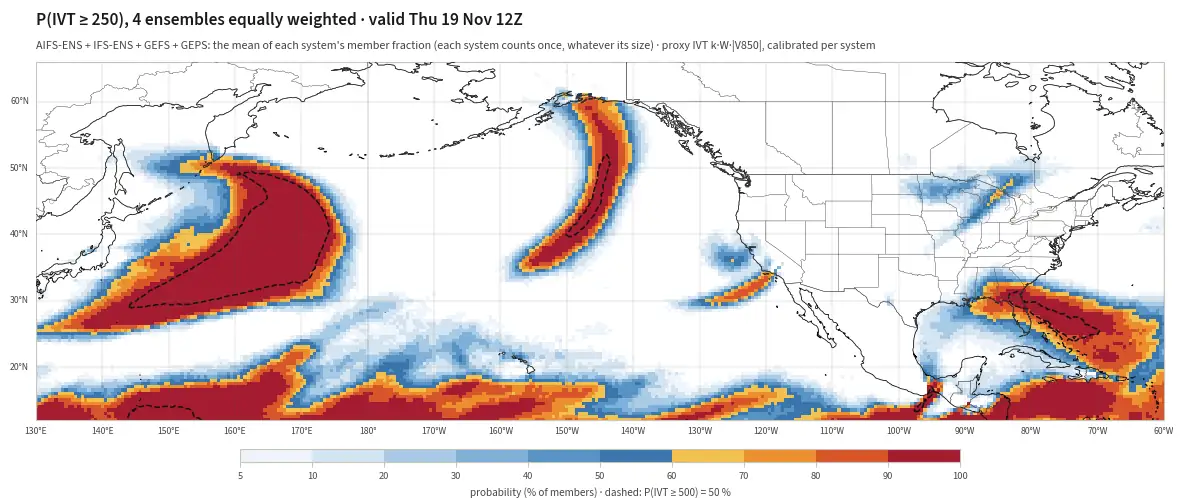 P(IVT ≥ 250), 4 ensembles equally weighted · valid Thu 19 Nov 12Z
AIFS-ENS + IFS-ENS + GEFS + GEPS: the mean of each system's member fraction (each system counts once, whatever its size) · proxy IVT k·W·|V850|, calibrated per system
60°N
50°N
40°N
30°N
20°N
130°E 140°E 150°E 160°E 170°E 180° 170°W 160°W 150°W 140°W 130°W 120°W 110°W 100°W 90°W 80°W 70°W 60°W
5 10 20 30 40 50 60 70 80 90 100
probability (% of members) · dashed: P(IVT ≥ 500) = 50 %